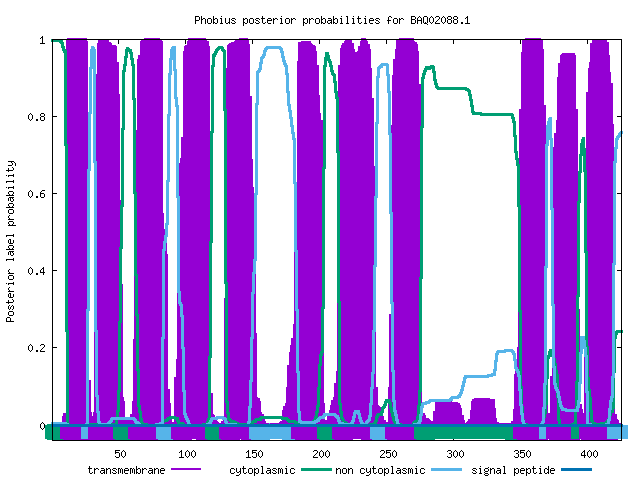 Phobius posterior probabilities for BAQ02088.1
Posterior label probability
1
0.8
0.6
0.4
0.2
0
50 100 150 200 250 300 350 400
transmembrane cytoplasmic non cytoplasmic signal peptide